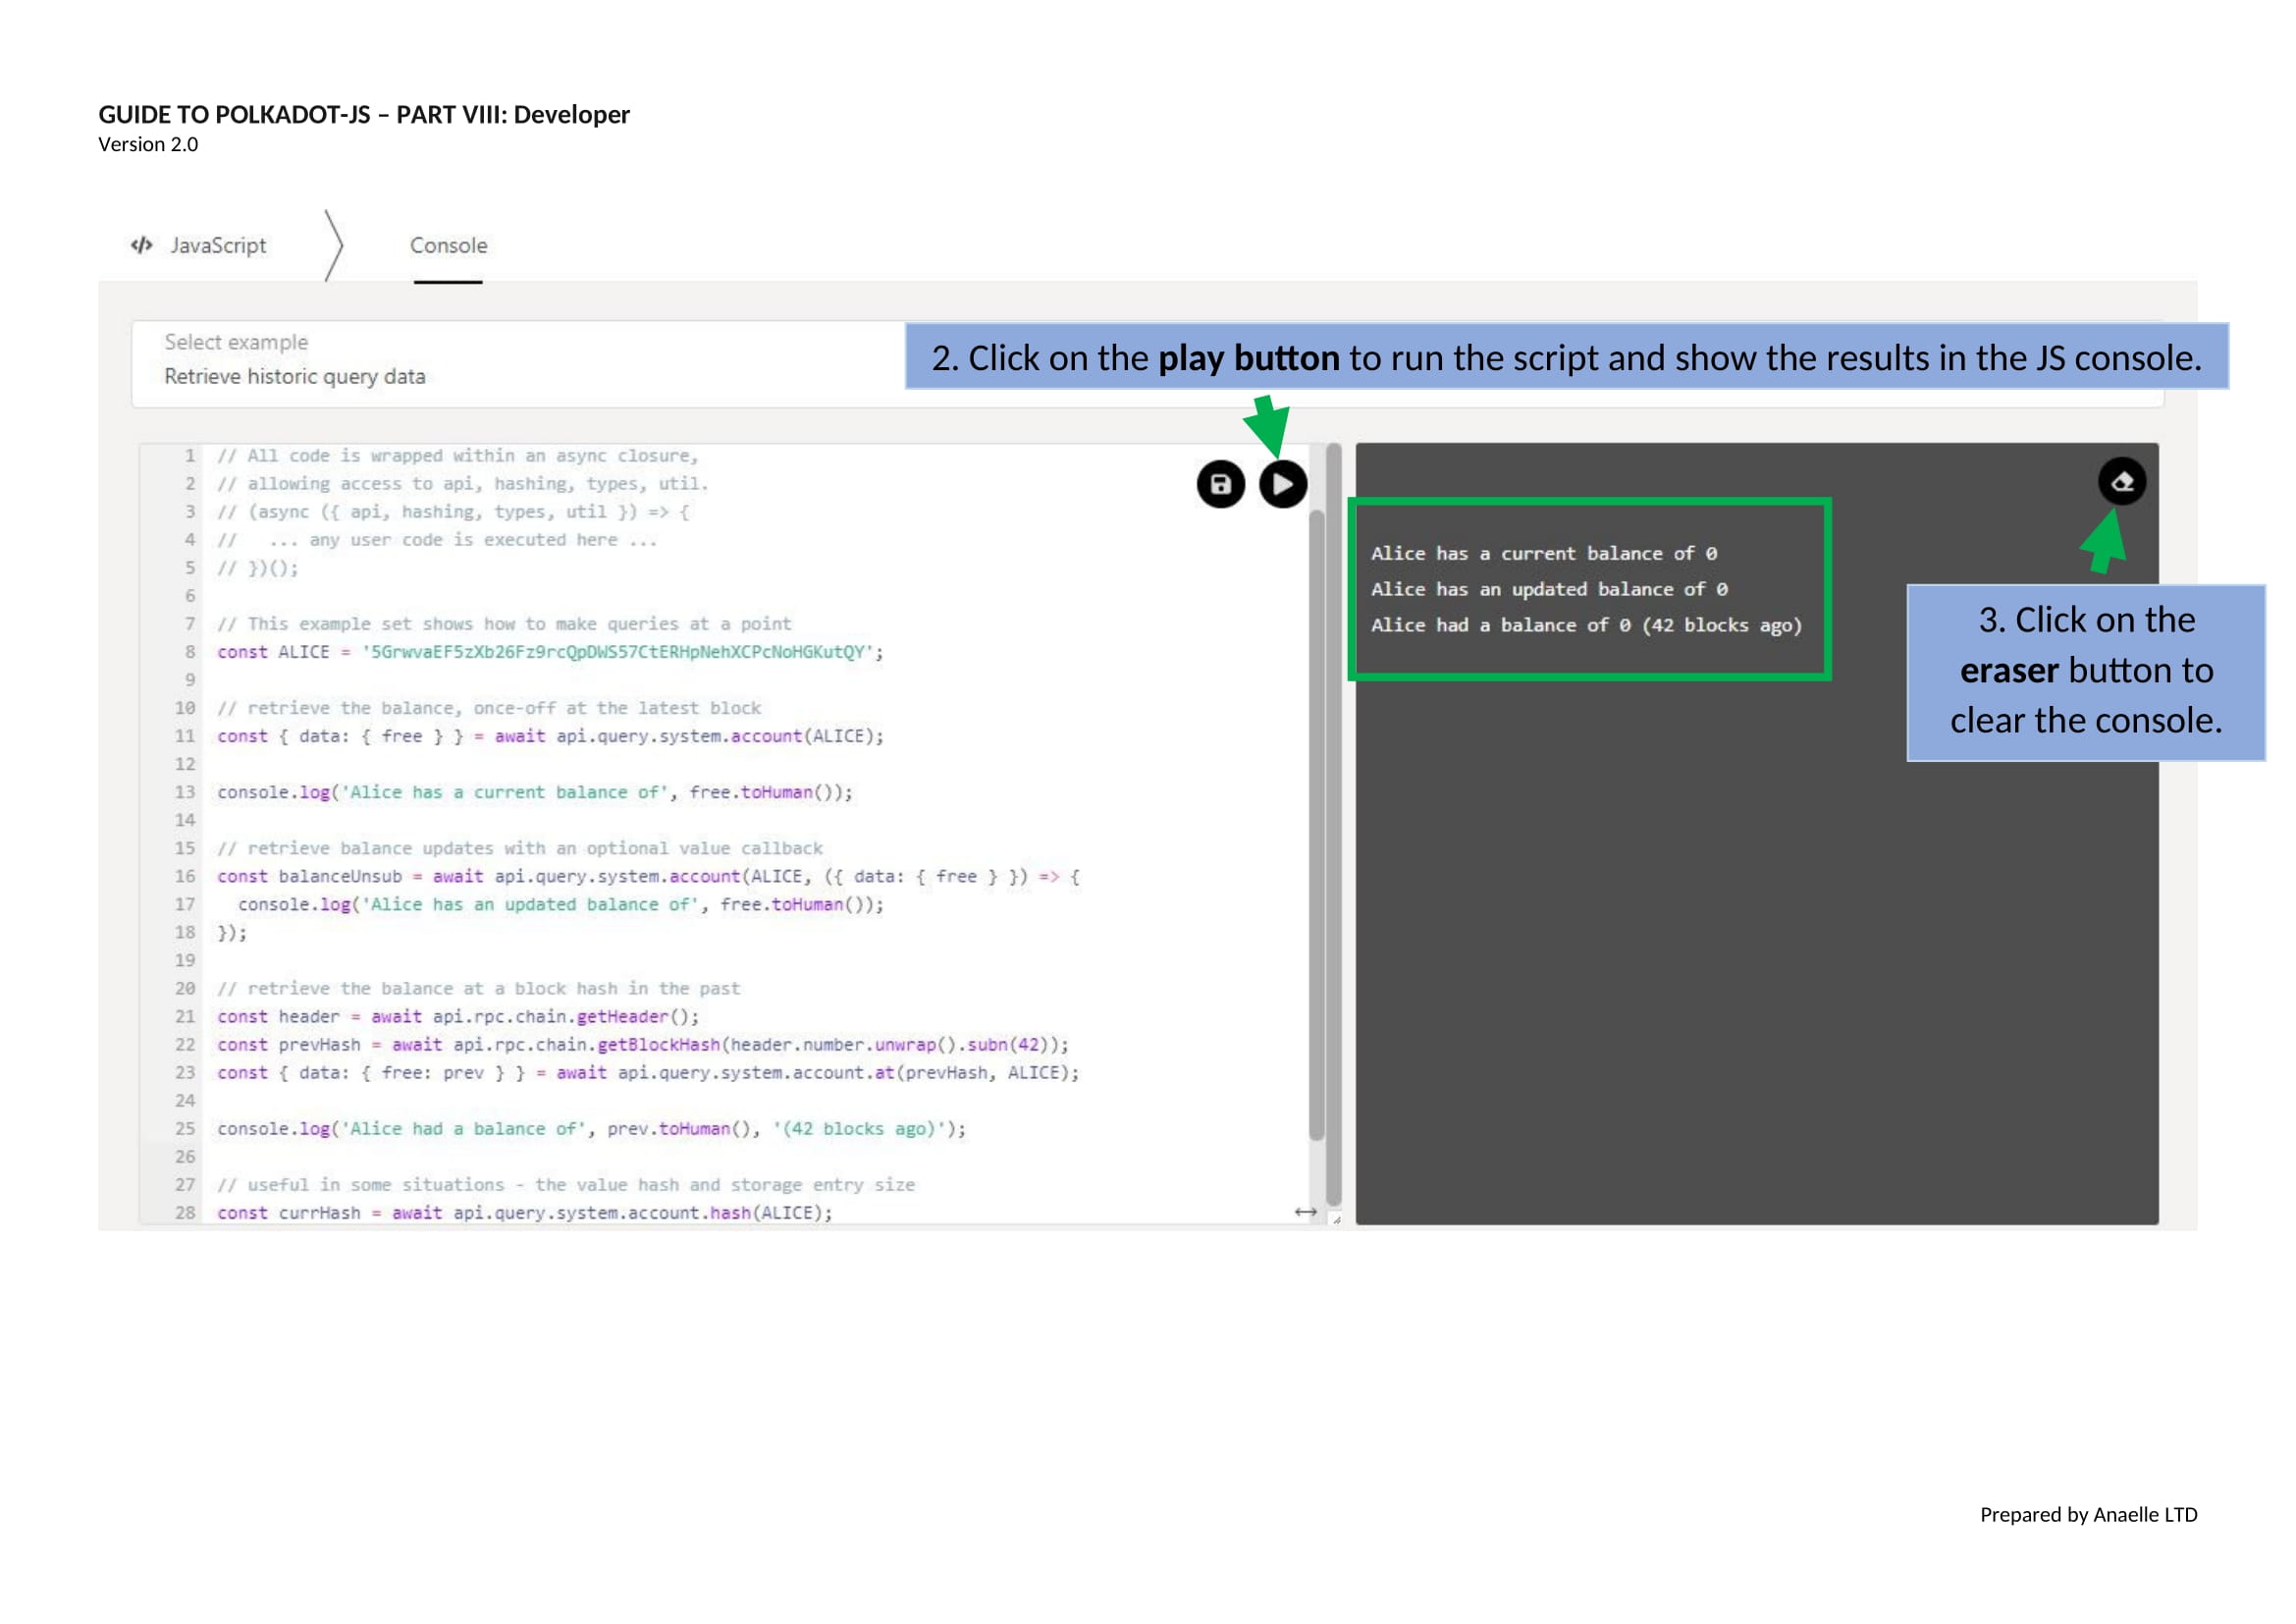 GUIDE TO POLKADOT-JS – PART VIII: Developer
Version 2.0
JavaScript
Console
Select example
Retrieve historic query data
2. Click on the play button to run the script and show the results in the JS console.
1 // All code is wrapped within an async closure,
2 // allowing access to api, hashing, types, util.
3 // (async ({ api, hashing, types, util }) => {
4 //   ... any user code is executed here ...
5 // })();
6
7 // This example set shows how to make queries at a point
8 const ALICE = '5GrwvaEF5zXb26Fz9rcQpDWS57CtERHpNehXCPcNoHGKutQY';
9
10 // retrieve the balance, once-off at the latest block
11 const { data: { free } } = await api.query.system.account(ALICE);
12
13 console.log('Alice has a current balance of', free.toHuman());
14
15 // retrieve balance updates with an optional value callback
16 const balanceUnsub = await api.query.system.account(ALICE, ({ data: { free } }) => {
17   console.log('Alice has an updated balance of', free.toHuman());
18 });
19
20 // retrieve the balance at a block hash in the past
21 const header = await api.rpc.chain.getHeader();
22 const prevHash = await api.rpc.chain.getBlockHash(header.number.unwrap().subn(42));
23 const { data: { free: prev } } = await api.query.system.account.at(prevHash, ALICE);
24
25 console.log('Alice had a balance of', prev.toHuman(), '(42 blocks ago)');
26
27 // useful in some situations - the value hash and storage entry size
28 const currHash = await api.query.system.account.hash(ALICE);
Alice has a current balance of 0
Alice has an updated balance of 0
Alice had a balance of 0 (42 blocks ago)
3. Click on the
eraser button to
clear the console.
Prepared by Anaelle LTD